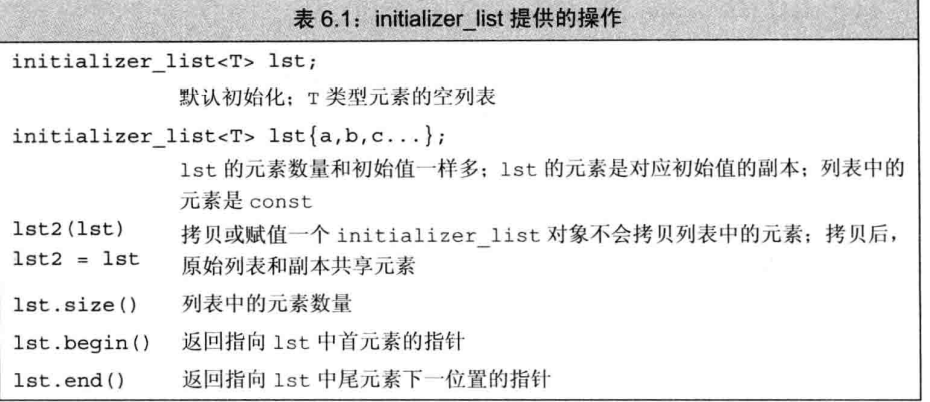 表 6.1：initializer_list 提供的操作
initializer_list<T> lst;
默认初始化；T 类型元素的空列表
initializer_list<T> lst{a,b,c...};
lst 的元素数量和初始值一样多；lst 的元素是对应初始值的副本；列表中的
元素是 const
lst2(lst) 拷贝或赋值一个 initializer_list 对象不会拷贝列表中的元素；拷贝后，
lst2 = lst 原始列表和副本共享元素
lst.size() 列表中的元素数量
lst.begin() 返回指向 lst 中首元素的指针
lst.end() 返回指向 lst 中尾元素下一位置的指针